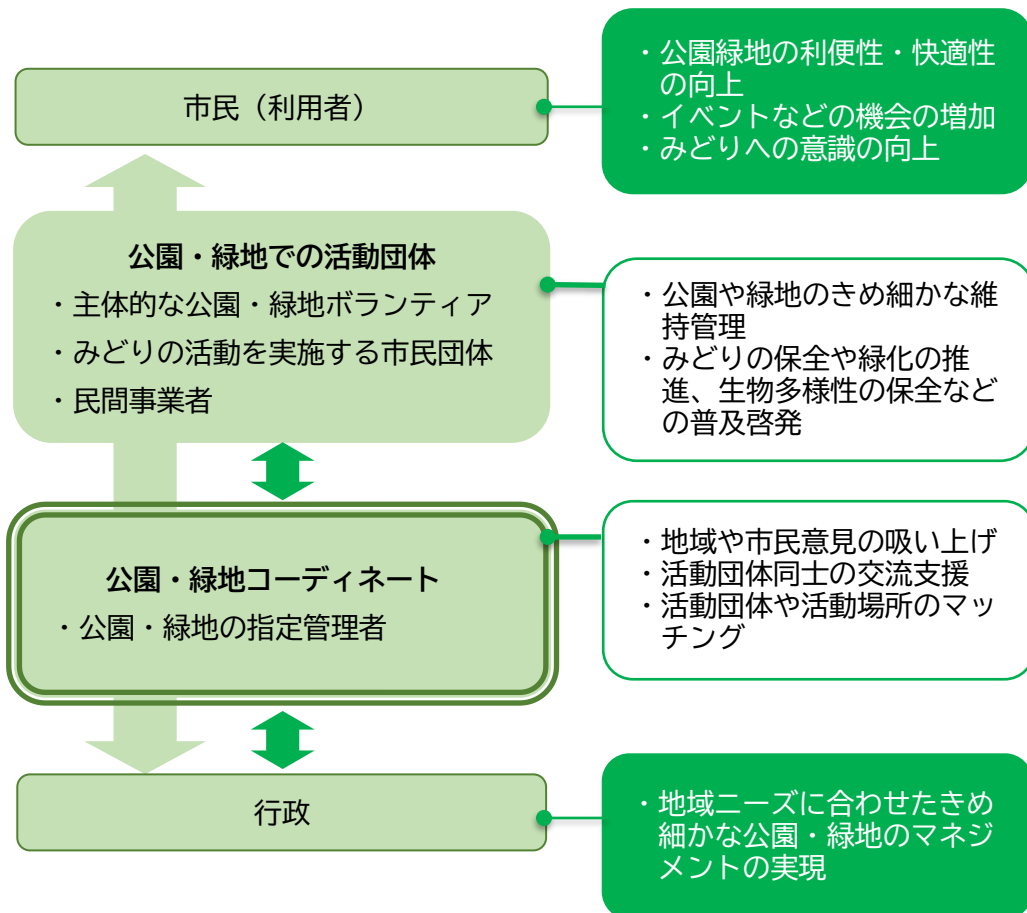 市民（利用者）
・公園緑地の利便性・快適性
の向上
・イベントなどの機会の増加
・みどりへの意識の向上
公園・緑地での活動団体
・主体的な公園・緑地ボランティア
・みどりの活動を実施する市民団体
・民間事業者
・公園や緑地のきめ細かな維
持管理
・みどりの保全や緑化の推
進、生物多様性の保全など
の普及啓発
公園・緑地コーディネート
・公園・緑地の指定管理者
・地域や市民意見の吸い上げ
・活動団体同士の交流支援
・活動団体や活動場所のマッ
チング
行政
・地域ニーズに合わせたきめ
細かな公園・緑地のマネジ
メントの実現